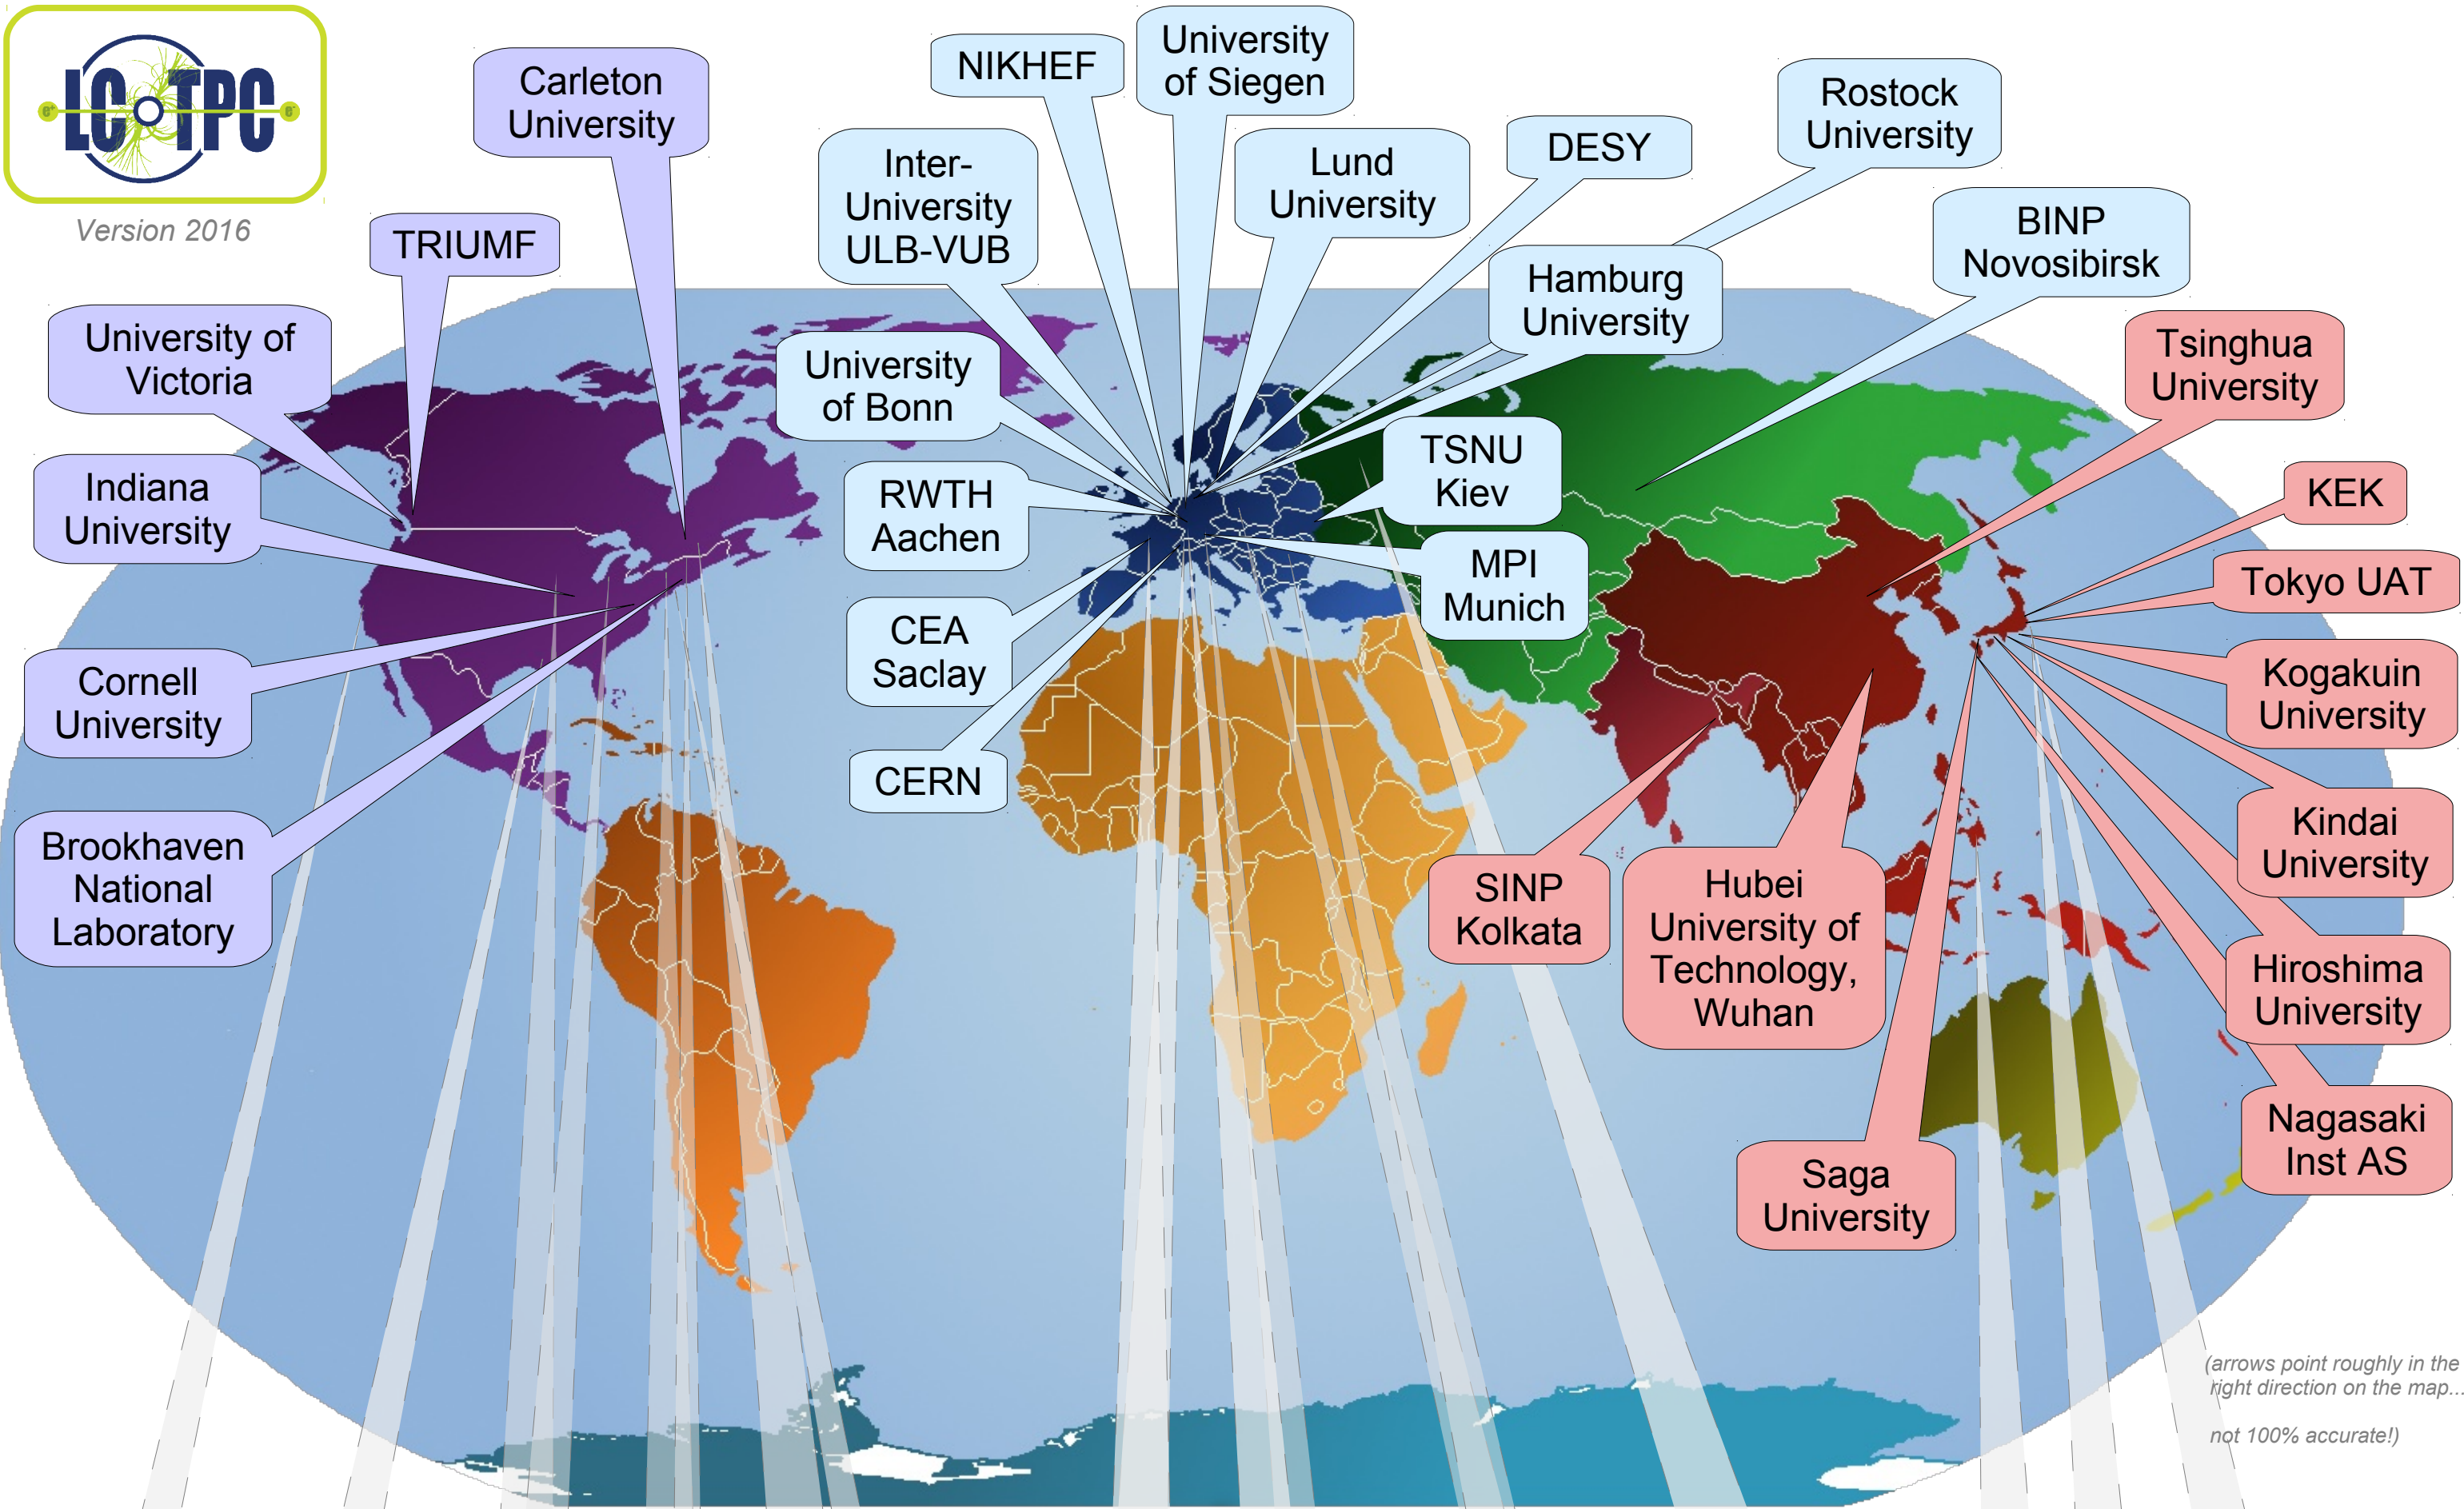 LC TPC
e+
e-
Version 2016
Carleton
University
TRIUMF
University of
Victoria
Indiana
University
Cornell
University
Brookhaven
National
Laboratory
NIKHEF
University
of Siegen
Inter-
University
ULB-VUB
Lund
University
DESY
Rostock
University
Hamburg
University
BINP
Novosibirsk
University
of Bonn
RWTH
Aachen
CEA
Saclay
CERN
TSNU
Kiev
MPI
Munich
Tsinghua
University
KEK
Tokyo UAT
Kogakuin
University
Kindai
University
Hiroshima
University
Nagasaki
Inst AS
SINP
Kolkata
Hubei
University of
Technology,
Wuhan
Saga
University
(arrows point roughly in the
right direction on the map...
not 100% accurate!)